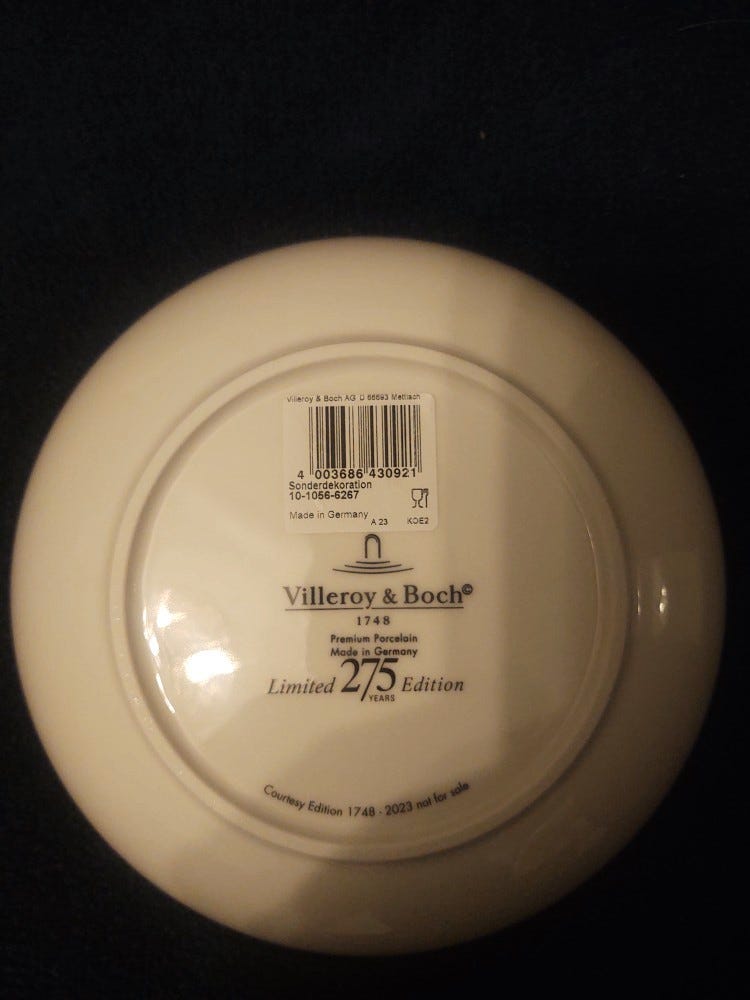 Villeroy & Boch AG D 66693 Mettlach
4 003686 430921
Sonderdekoration
10-1056-6267
Made in Germany A 23 KOE2
Villeroy & Boch©
1748
Premium Porcelain
Made in Germany
Limited 275 YEARS Edition
Courtesy Edition 1748 - 2023 not for sale